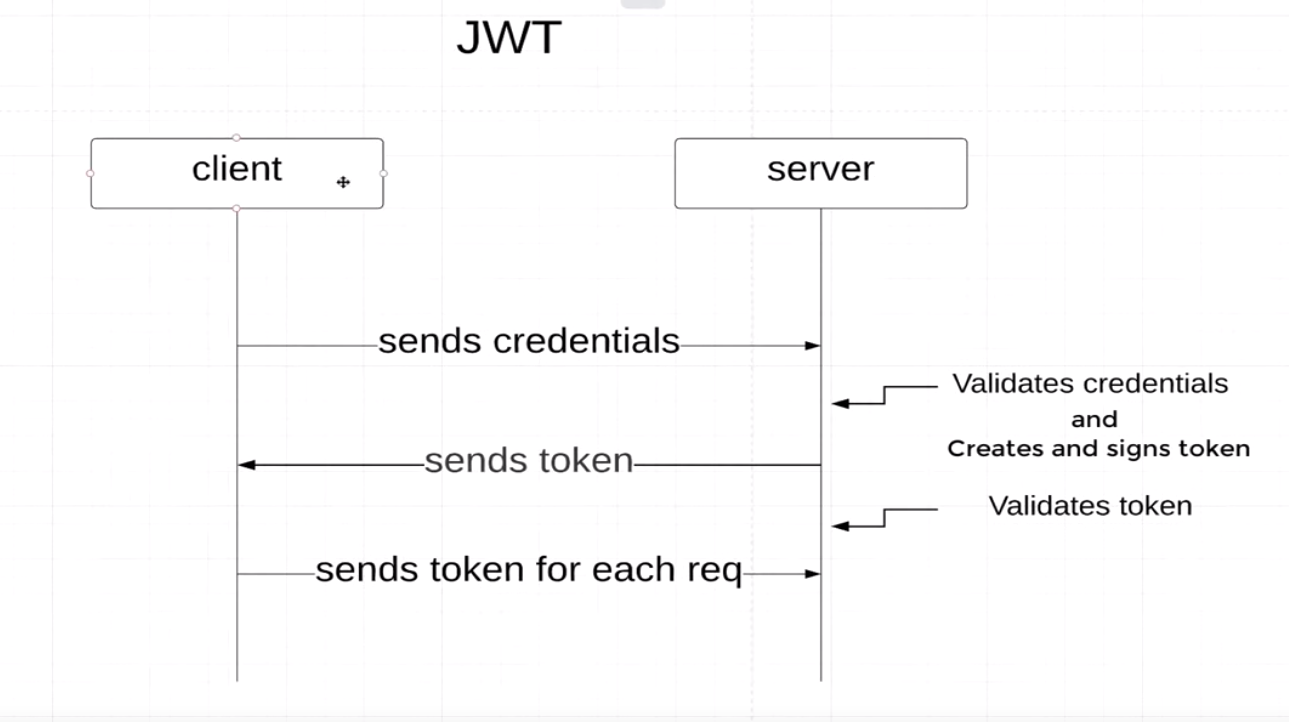 JWT
client
server
sends credentials
Validates credentials
and
Creates and signs token
sends token
Validates token
sends token for each req